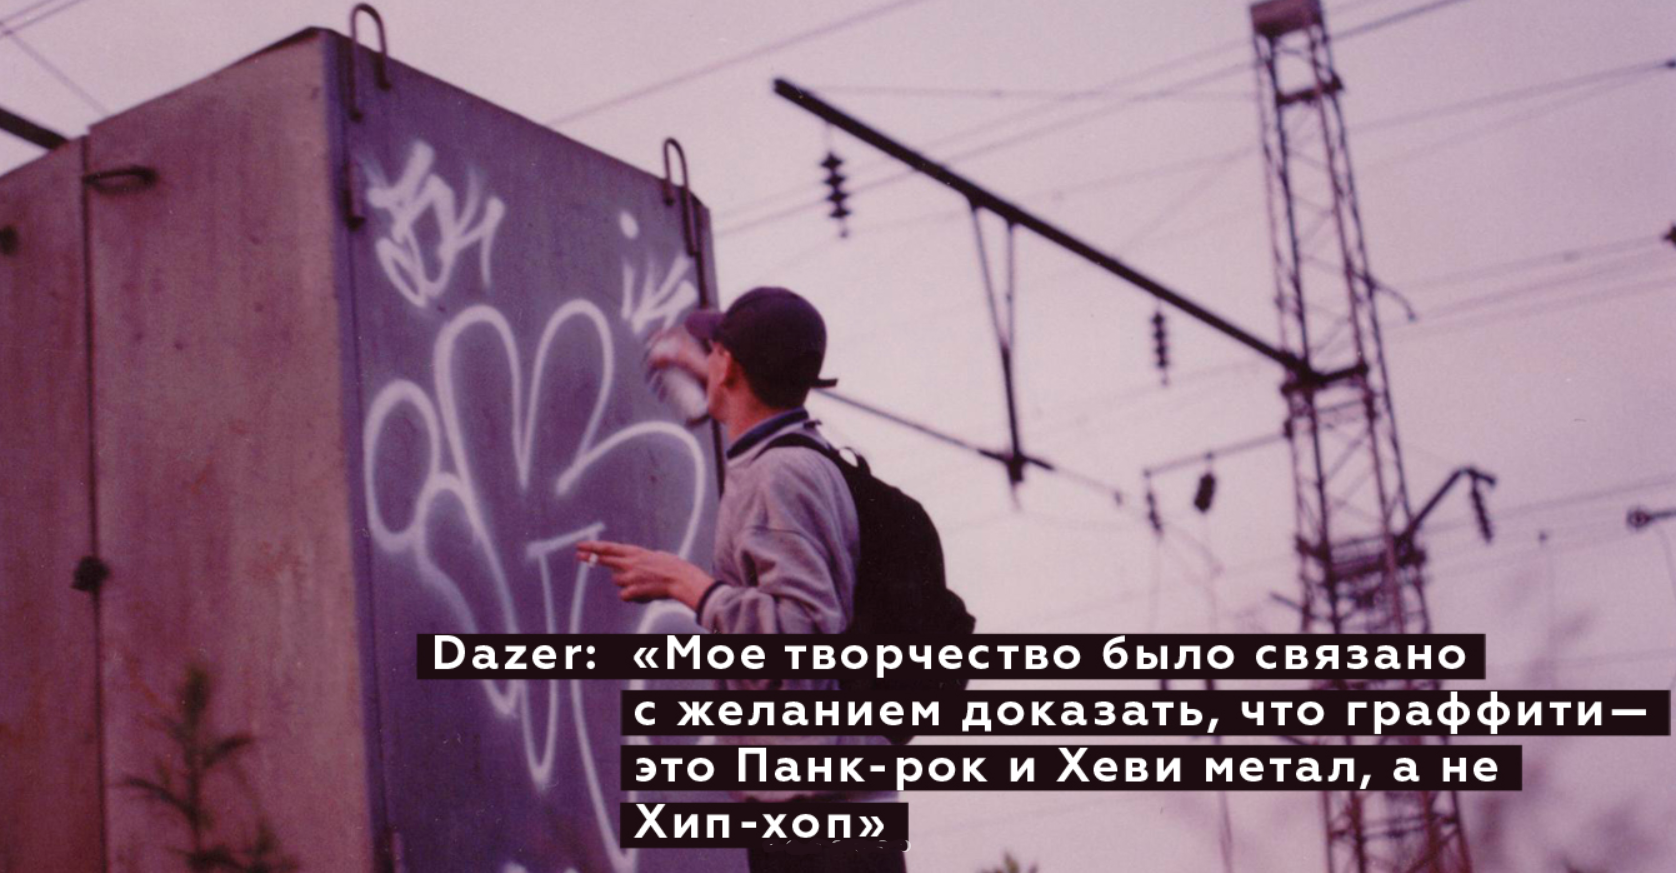 Dazer: «Мое творчество было связано
с желанием доказать, что граффити—
это Панк-рок и Хеви метал, а не
Хип-хоп»